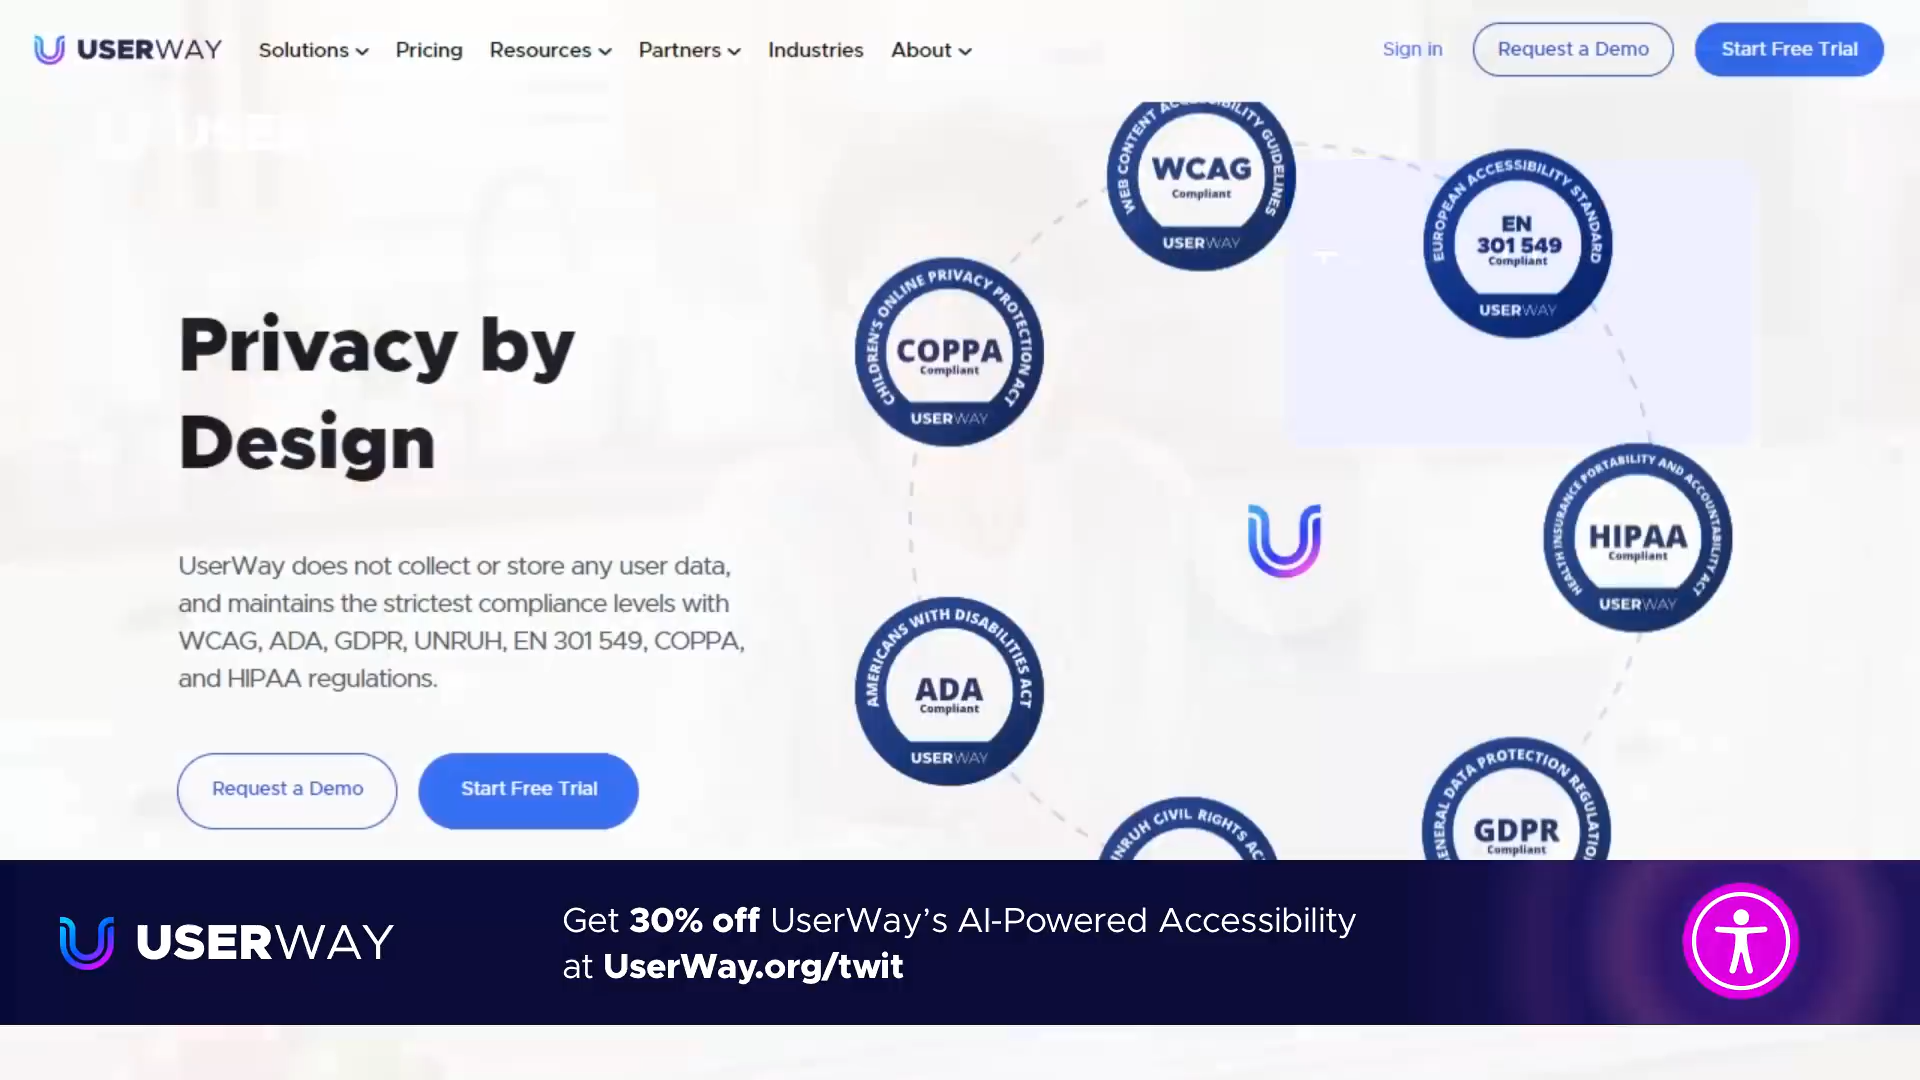 USERWAY
Solutions
Pricing
Resources
Partners
Industries
About
Sign in
Request a Demo
Start Free Trial
USER
WEB CONTENT ACCESSIBILITY GUIDELINES
WCAG
Compliant
USERWAY
EUROPEAN ACCESSIBILITY STANDARD
EN
301 549
Compliant
USERWAY
CHILDREN'S ONLINE PRIVACY PROTECTION ACT
COPPA
Compliant
USERWAY
Privacy by
Design
HEALTH INSURANCE PORTABILITY AND ACCOUNTABILITY ACT
HIPAA
Compliant
USERWAY
UserWay does not collect or store any user data,
and maintains the strictest compliance levels with
WCAG, ADA, GDPR, UNRUH, EN 301 549, COPPA,
and HIPAA regulations.
AMERICANS WITH DISABILITIES ACT
ADA
Compliant
USERWAY
Request a Demo
Start Free Trial
UNRUH CIVIL RIGHTS ACT
GENERAL DATA PROTECTION REGULATION
GDPR
Compliant
USERWAY
Get 30% off UserWay's AI-Powered Accessibility
at UserWay.org/twit